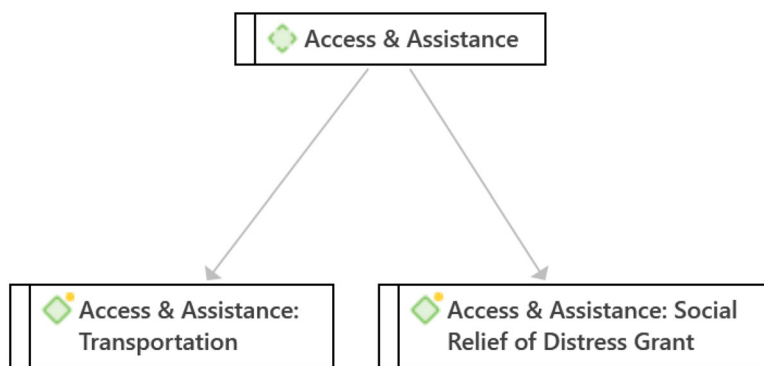 Access & Assistance
Access & Assistance:
Transportation
Access & Assistance: Social
Relief of Distress Grant